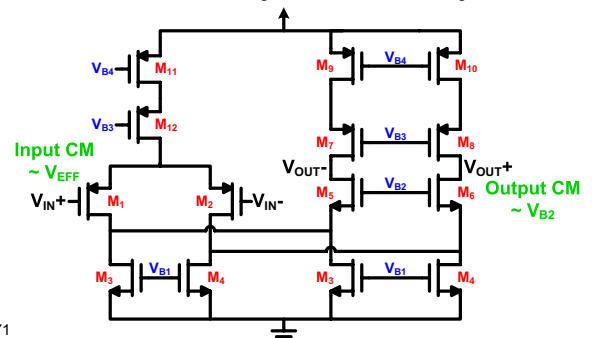 M9
VB4
M10
VB4
M11
VB3
M12
M7
VB3
M8
Input CM
~ VEFF
VOUT-
VOUT+
VIN+
M1
M2
VIN-
M5
VB2
M6
Output CM
~ VB2
M3
VB1
M4
M3
VB1
M4
71